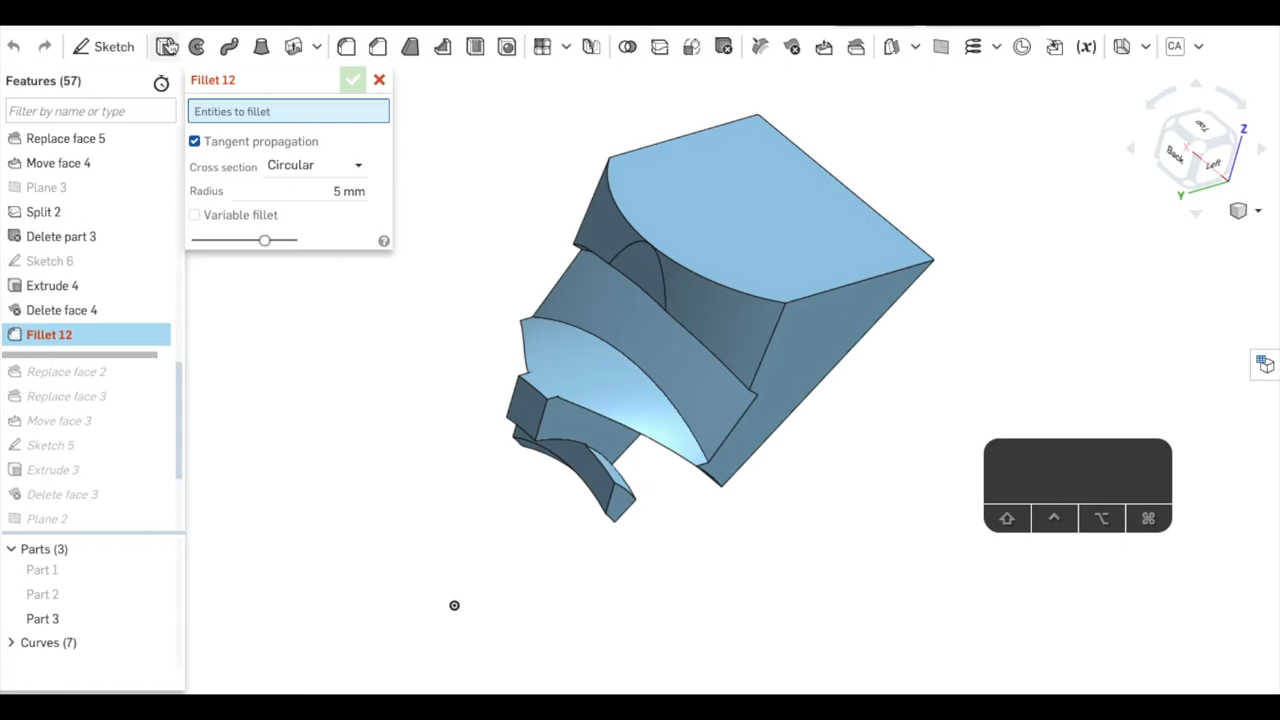 Sketch
(x)
CA
Features (57)
Filter by name or type
Replace face 5
Move face 4
Plane 3
Split 2
Delete part 3
Sketch 6
Extrude 4
Delete face 4
Fillet 12
Replace face 2
Replace face 3
Move face 3
Sketch 5
Extrude 3
Delete face 3
Plane 2
Parts (3)
Part 1
Part 2
Part 3
Curves (7)
Fillet 12
Entities to fillet
Tangent propagation
Cross section Circular
Radius 5 mm
Variable fillet
Top
Back
Left
Z
X
Y